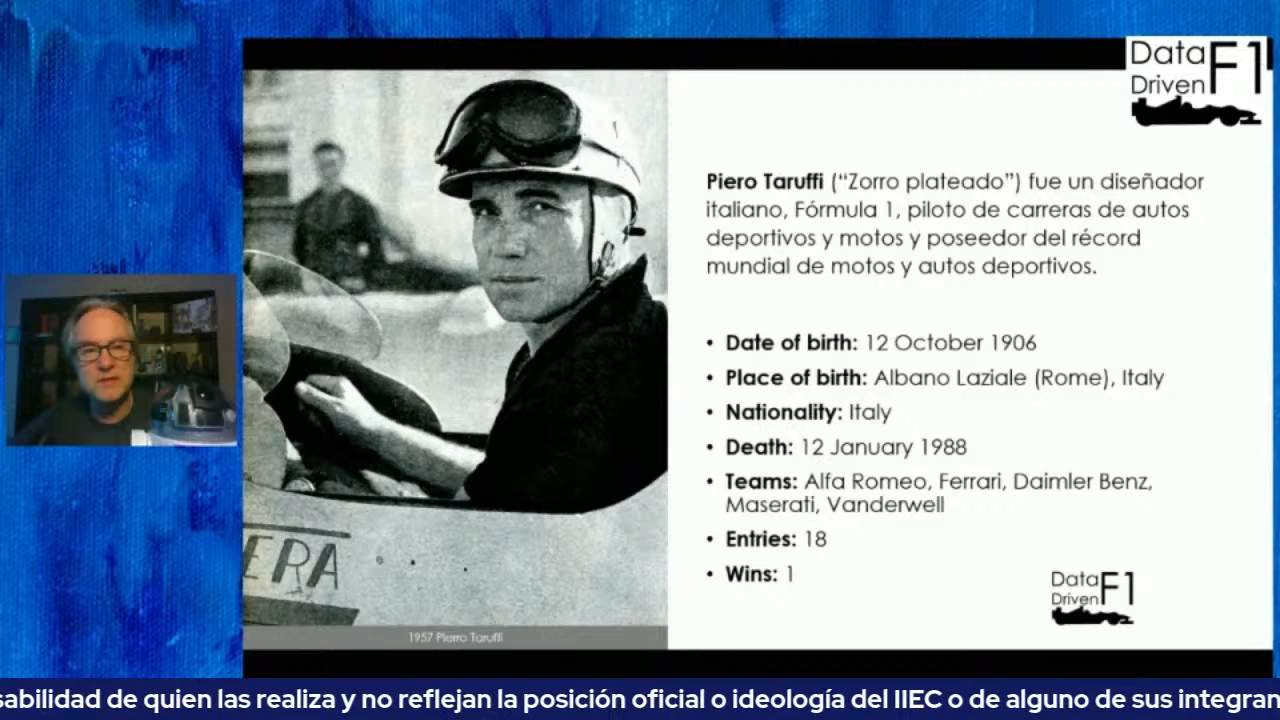 Data
Driven F1
Piero Taruffi (“Zorro plateado”) fue un diseñador
italiano, Fórmula 1, piloto de carreras de autos
deportivos y motos y poseedor del récord
mundial de motos y autos deportivos.
• Date of birth: 12 October 1906
• Place of birth: Albano Laziale (Rome), Italy
• Nationality: Italy
• Death: 12 January 1988
• Teams: Alfa Romeo, Ferrari, Daimler Benz,
Maserati, Vanderwell
• Entries: 18
• Wins: 1
ERA
1957 Pierro Taruffi
Data
Driven F1
sabilidad de quien las realiza y no reflejan la posición oficial o ideología del IIEC o de alguno de sus integran